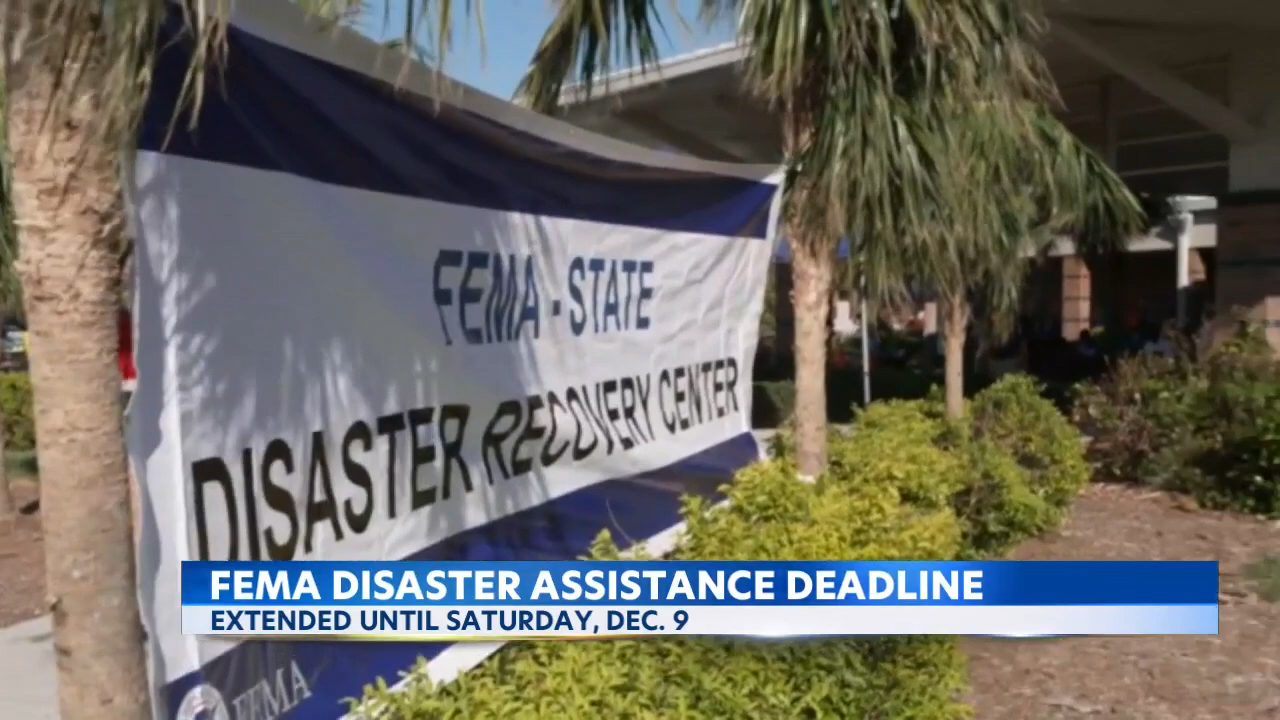 FEMA - STATE
DISASTER RECOVERY CENTER
FEMA DISASTER ASSISTANCE DEADLINE
EXTENDED UNTIL SATURDAY, DEC. 9
FEMA